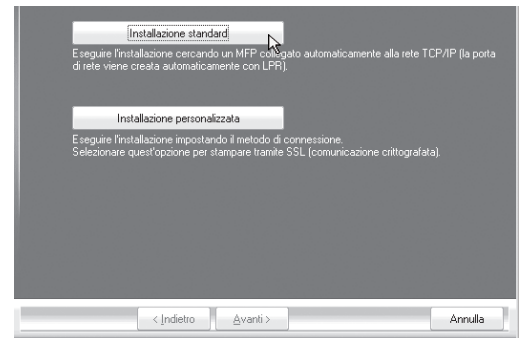 Installazione standard
Eseguire l'installazione cercando un MFP collegato automaticamente alla rete TCP/IP (la porta
di rete viene creata automaticamente con LPR).
Installazione personalizzata
Eseguire l'installazione impostando il metodo di connessione.
Selezionare quest'opzione per stampare tramite SSL (comunicazione crittografata).
< Indietro
Avanti >
Annulla